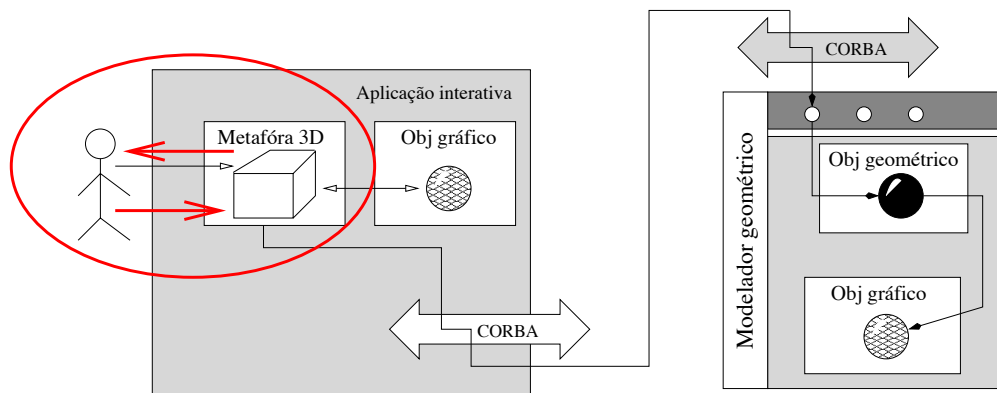 Aplicação interativa
Metafóra 3D
Obj gráfico
CORBA
CORBA
Modelador geométrico
Obj geométrico
Obj gráfico